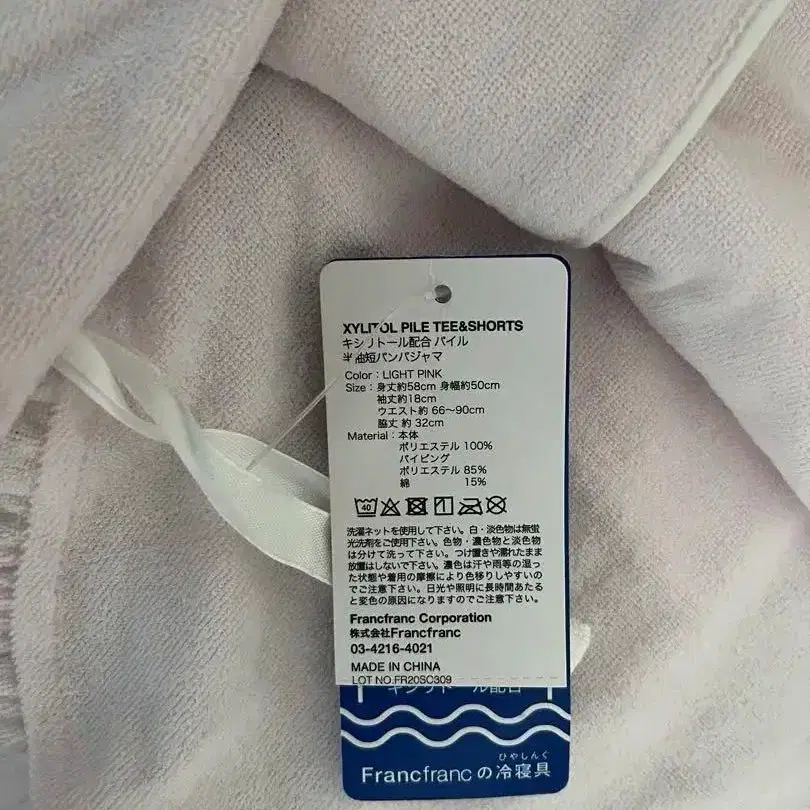 XYLITOL PILE TEE&SHORTS
キシリトール配合 パイル
半袖短パンパジャマ
Color：LIGHT PINK
Size：身丈約58cm 身幅約50cm
袖丈約18cm
ウエスト約 66〜90cm
脇丈 約 32cm
Material：本体
ポリエステル 100%
パイピング
ポリエステル 85%
綿 15%
40
洗濯ネットを使用して下さい。白・淡色物は無蛍
光洗剤をご使用下さい。色物・濃色物と淡色物
は分けて洗って下さい。つけ置きや濡れたまま
放置はしないで下さい。濃色は汗や雨等の湿っ
た状態や着用の摩擦により色移りしやすいの
でご注意下さい。日光や照明に長時間あたる
と変色の原因になりますのでご注意下さい。
Francfranc Corporation
株式会社Francfranc
03-4216-4021
MADE IN CHINA
LOT NO.FR20SC309
キシリトール配合
ひやしんぐ
Francfrancの冷寝具